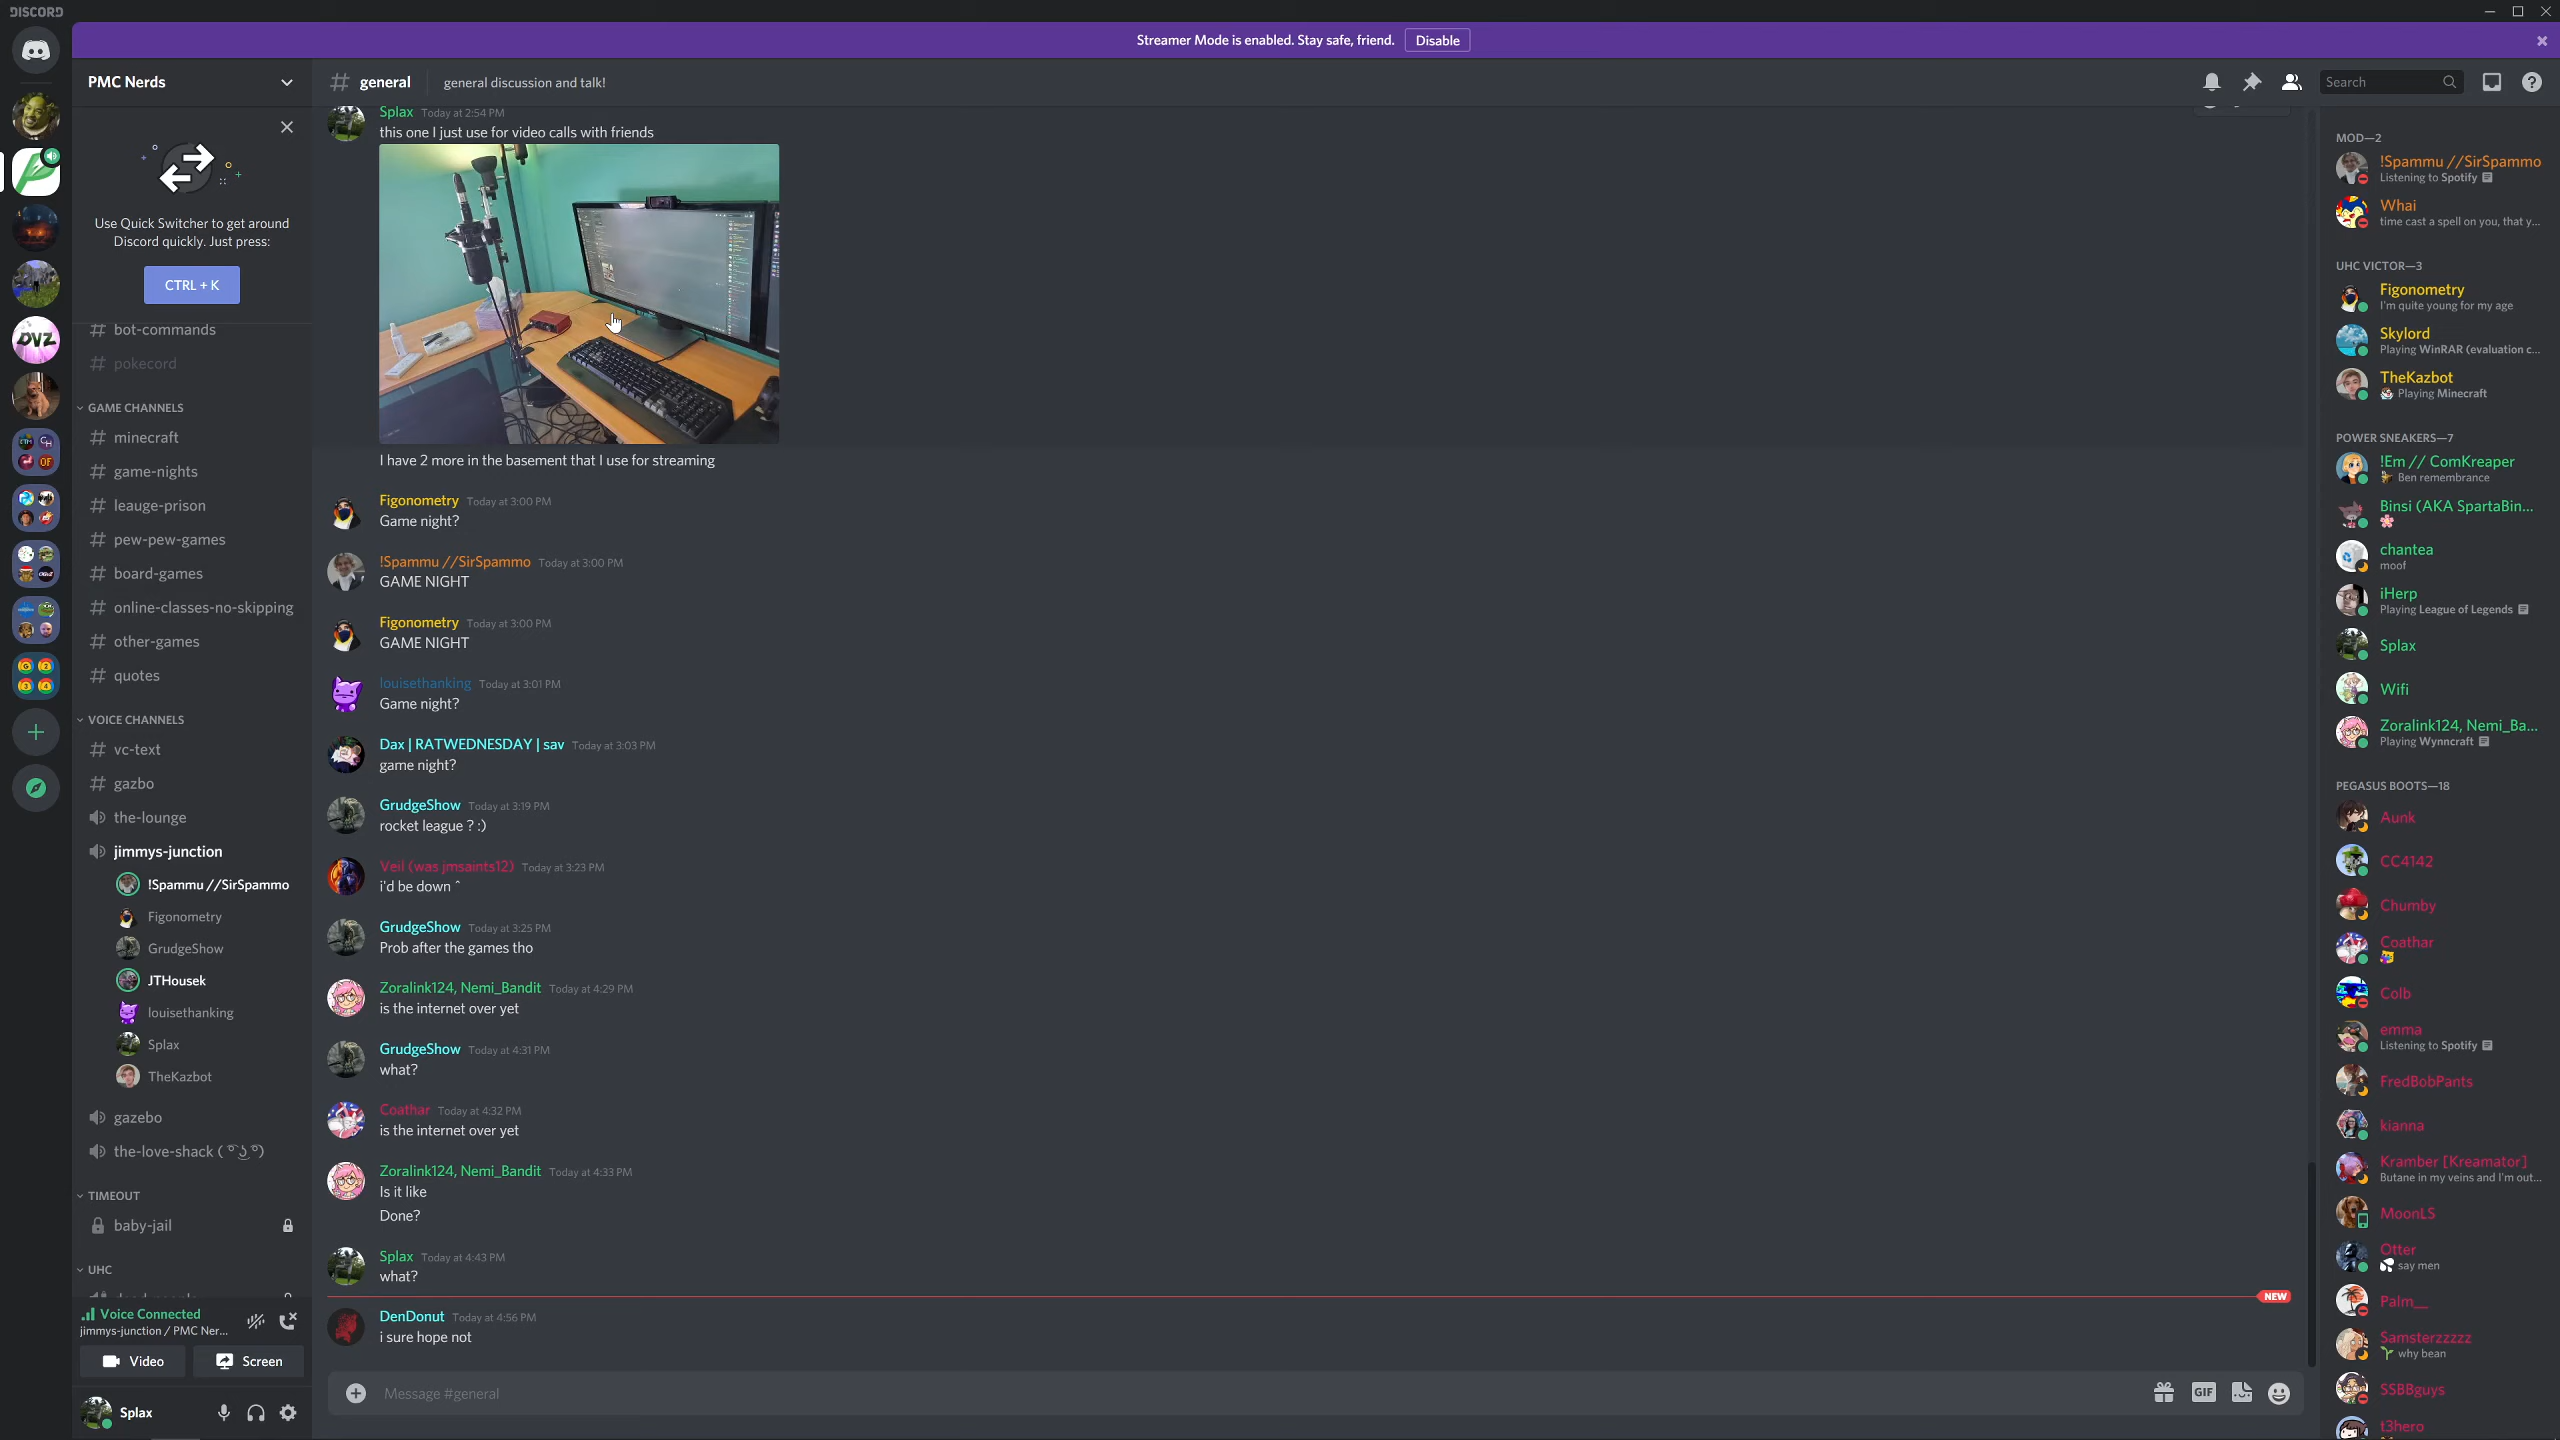 DISCORD
Streamer Mode is enabled. Stay safe, friend.
Disable
PMC Nerds
general
general discussion and talk!
Search
Use Quick Switcher to get around
Discord quickly. Just press:
CTRL + K
bot-commands
pokecord
GAME CHANNELS
minecraft
game-nights
leauge-prison
pew-pew-games
board-games
online-classes-no-skipping
other-games
quotes
VOICE CHANNELS
vc-text
gazbo
the-lounge
jimmys-junction
!Spammu //SirSpammo
Figonometry
GrudgeShow
JTHousek
louisethanking
Splax
TheKazbot
gazebo
the-love-shack ( ͡° ͜ʖ ͡°)
TIMEOUT
baby-jail
UHC
Voice Connected
jimmys-junction / PMC Ner...
Video
Screen
Splax
DVZ
Splax Today at 2:54 PM
this one I just use for video calls with friends
I have 2 more in the basement that I use for streaming
Figonometry Today at 3:00 PM
Game night?
!Spammu //SirSpammo Today at 3:00 PM
GAME NIGHT
Figonometry Today at 3:00 PM
GAME NIGHT
louisethanking Today at 3:01 PM
Game night?
Dax | RATWEDNESDAY | sav Today at 3:03 PM
game night?
GrudgeShow Today at 3:19 PM
rocket league ? :)
Veil (was jmsaints12) Today at 3:23 PM
i'd be down ^
GrudgeShow Today at 3:25 PM
Prob after the games tho
Zoralink124, Nemi_Bandit Today at 4:29 PM
is the internet over yet
GrudgeShow Today at 4:31 PM
what?
Coathar Today at 4:32 PM
is the internet over yet
Zoralink124, Nemi_Bandit Today at 4:33 PM
Is it like
Done?
Splax Today at 4:43 PM
what?
NEW
DenDonut Today at 4:56 PM
i sure hope not
Message #general
GIF
MOD—2
!Spammu //SirSpammo
Listening to Spotify
Whai
time cast a spell on you, that y...
UHC VICTOR—3
Figonometry
I'm quite young for my age
Skylord
Playing WinRAR (evaluation c...
TheKazbot
Playing Minecraft
POWER SNEAKERS—7
!Em // ComKreaper
Ben remembrance
Binsi (AKA SpartaBin...
chantea
moof
iHerp
Playing League of Legends
Splax
Wifi
Zoralink124, Nemi_Ba...
Playing Wynncraft
PEGASUS BOOTS—18
Aunk
CC4142
Chumby
Coathar
Colb
emma
Listening to Spotify
FredBobPants
kianna
Kramber [Kreamator]
Butane in my veins and I'm out...
MoonLS
Otter
say men
Palm__
Samsterzzzzz
why bean
SSBBguys
t3hero